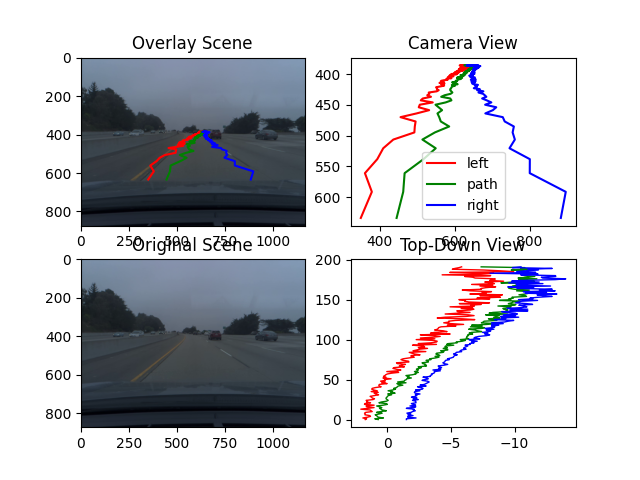 Overlay Scene
0
200
400
600
800
0 250 500 750 1000
Camera View
400
450
500
550
600
400 600 800
left
path
right
Original Scene
0
200
400
600
800
0 250 500 750 1000
Top-Down View
200
150
100
50
0
0 −5 −10